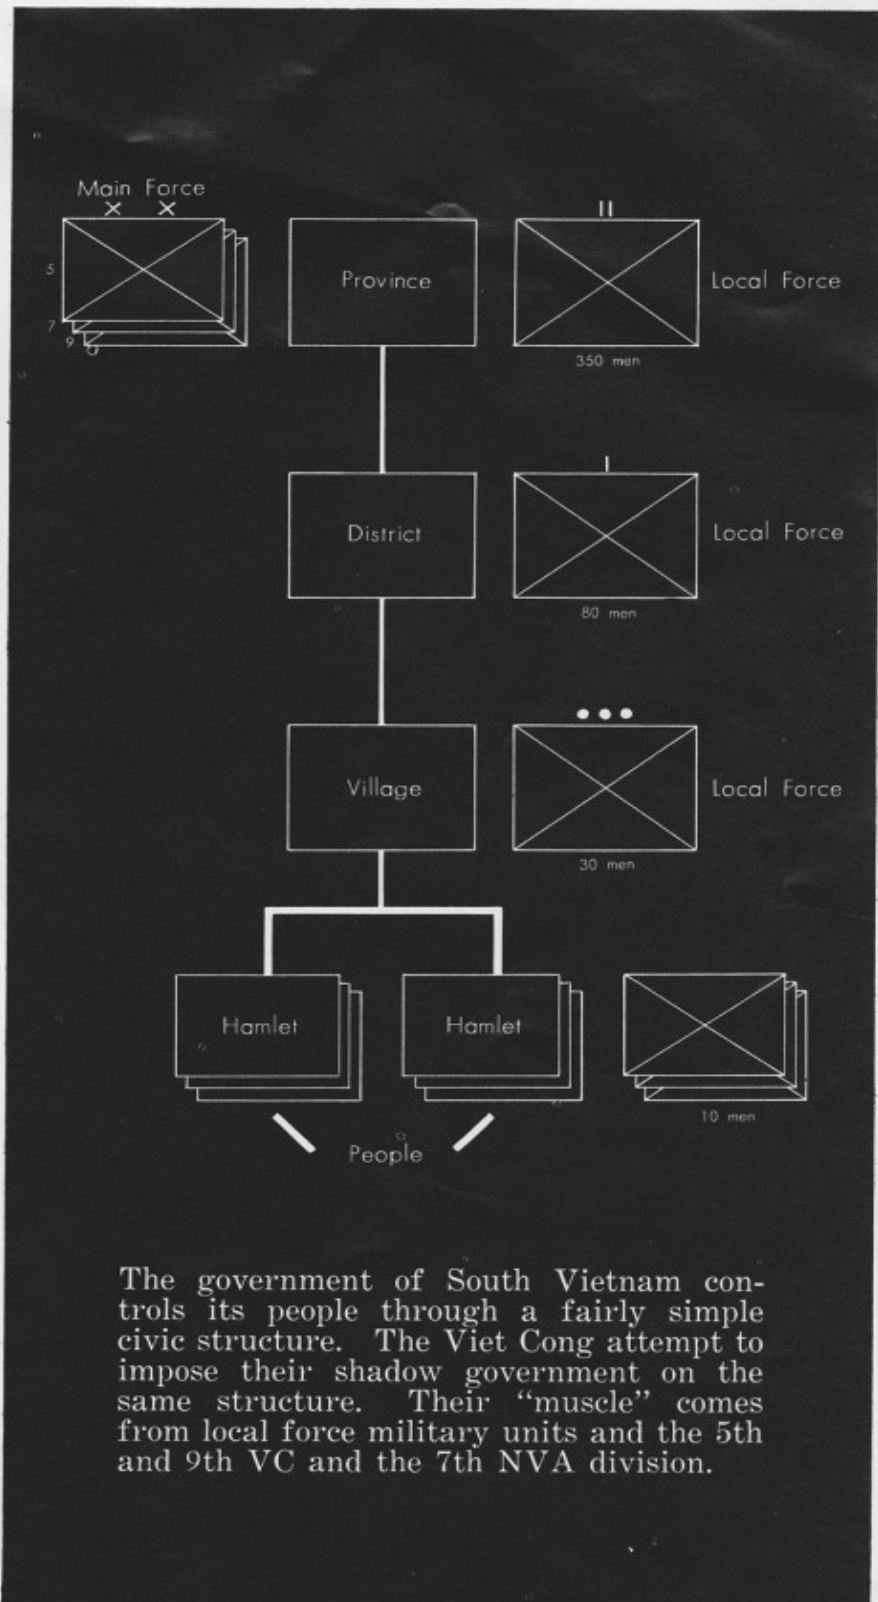 Main Force
X X
5
7
9
Province
II
Local Force
350 men
District
I
Local Force
80 men
Village
Local Force
30 men
Hamlet
Hamlet
10 men
People
The government of South Vietnam con-
trols its people through a fairly simple
civic structure. The Viet Cong attempt to
impose their shadow government on the
same structure. Their “muscle” comes
from local force military units and the 5th
and 9th VC and the 7th NVA division.